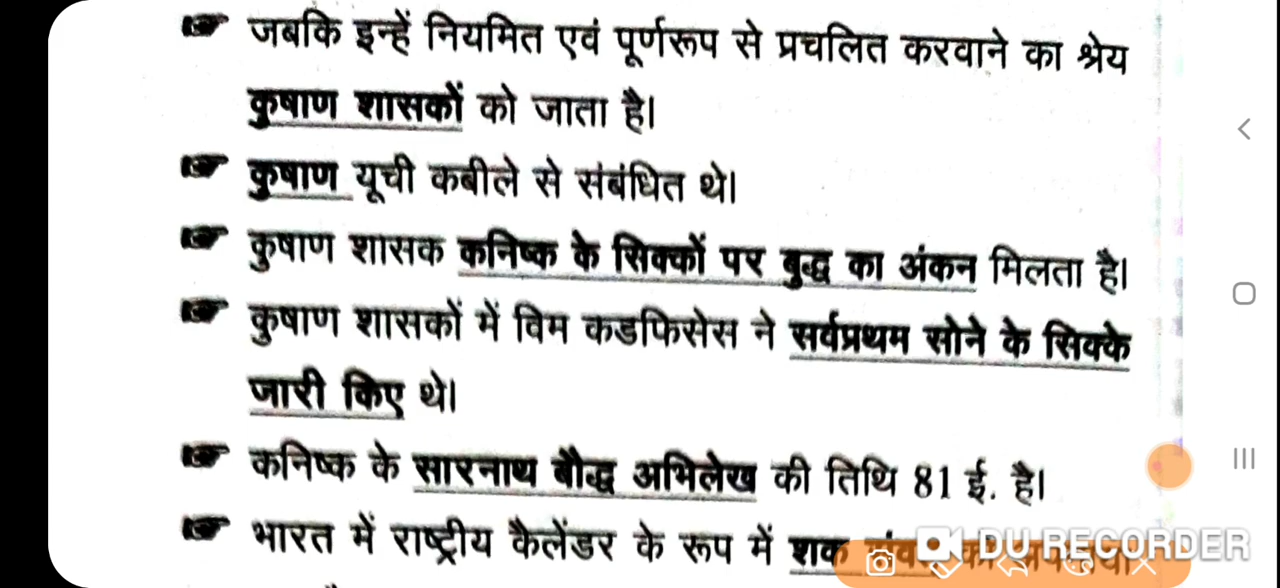 जबकि इन्हें नियमित एवं पूर्णरूप से प्रचलित करवाने का श्रेय
कुषाण शासकों को जाता है।
कुषाण यूची कबीले से संबंधित थे।
कुषाण शासक कनिष्क के सिक्कों पर बुद्ध का अंकन मिलता है।
कुषाण शासकों में विम कडफिसेस ने सर्वप्रथम सोने के सिक्के
जारी किए थे।
कनिष्क के सारनाथ बौद्ध अभिलेख की तिथि 81 ई. है।
भारत में राष्ट्रीय कैलेंडर के रूप में शक
DU RECORDER